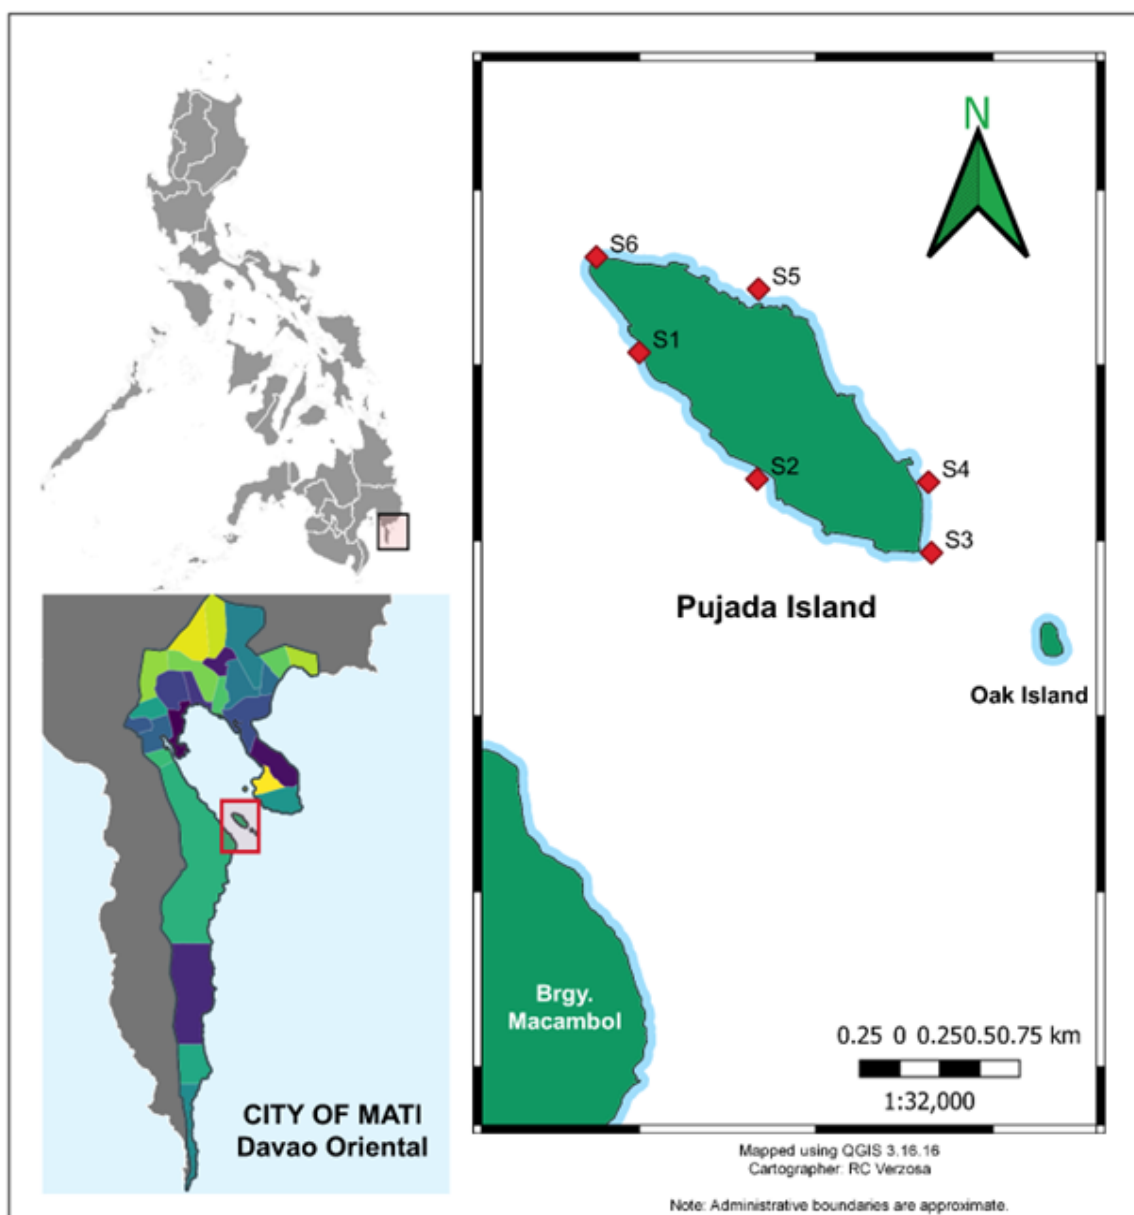 N
S6
S5
S1
S2
S4
S3
Pujada Island
Oak Island
Brgy.
Macambol
0.25 0 0.250.50.75 km
1:32,000
CITY OF MATI
Davao Oriental
Mapped using QGIS 3.16.16
Cartographer: RC Verzosa
Note: Administrative boundaries are approximate.